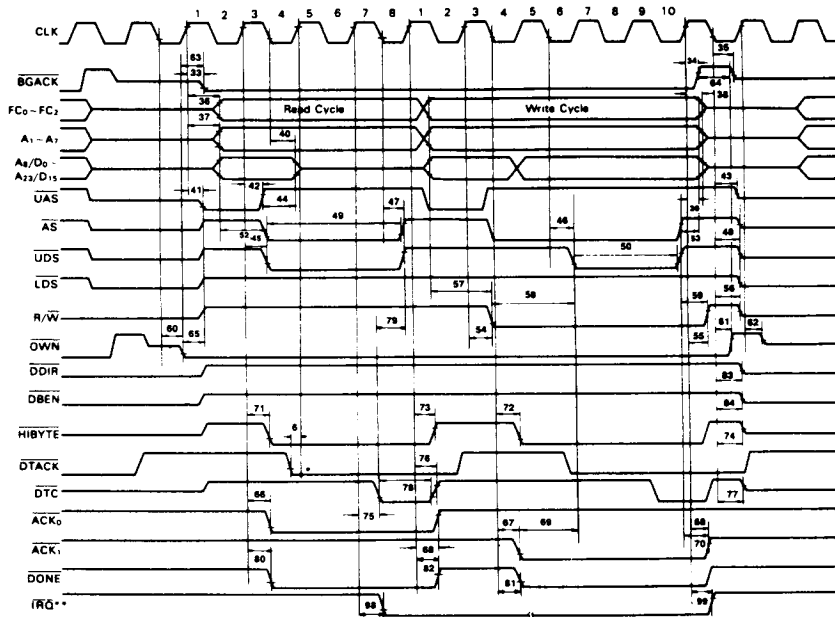 1 2 3 4 5 6 7 8 1 2 3 4 5 6 7 8 9 10
CLK
63 35
33 34
BGACK
64
36 38
FC0~FC2 Read Cycle Write Cycle
37
40
A1~A7
A8/D0~
A23/D15
41 42 47 43
UAS
44
39
49 46
AS
52 45 53 48
50
UDS
LDS
57 58 59 56
R/W
79 54 55
60 65 61 62
OWN
DDIR
83
DBEN
84
71 73 72
HIBYTE
6 74
DTACK
* 76
78
DTC
66 75 77
ACK0
67 69 68
ACK1
70
80 68
DONE
82 81
98 99
IRQ**